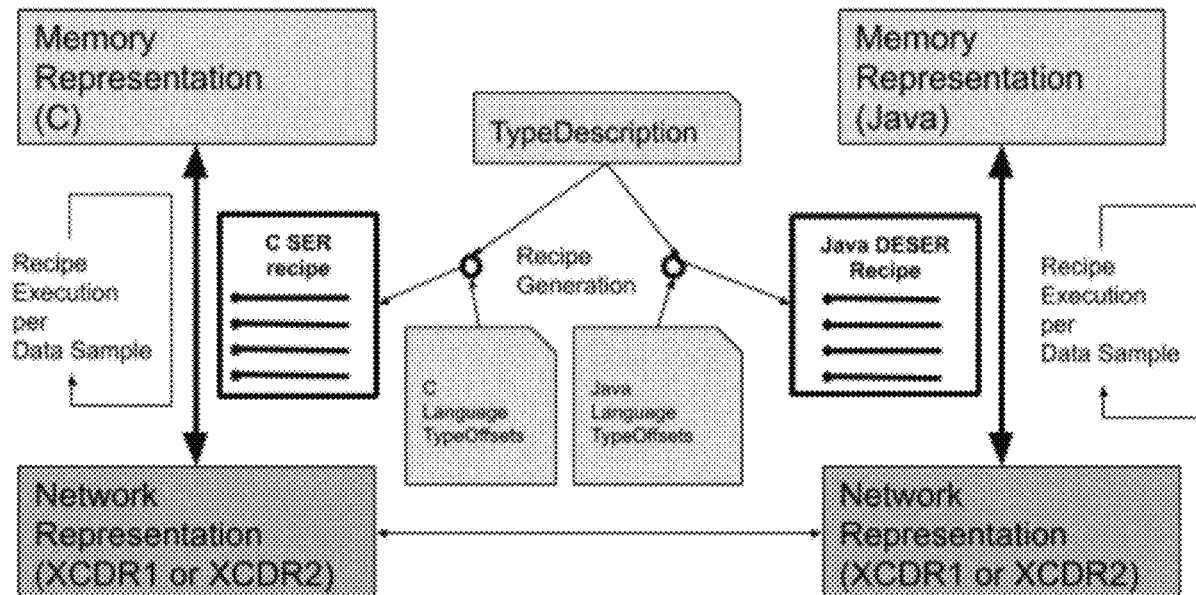 Memory
Representation
(C)
Memory
Representation
(Java)
TypeDescription
C SER
recipe
Recipe
Generation
Java DESER
Recipe
Recipe
Execution
per
Data Sample
Recipe
Execution
per
Data Sample
C
Language
TypeOffsets
Java
Language
TypeOffsets
Network
Representation
(XCDR1 or XCDR2)
Network
Representation
(XCDR1 or XCDR2)